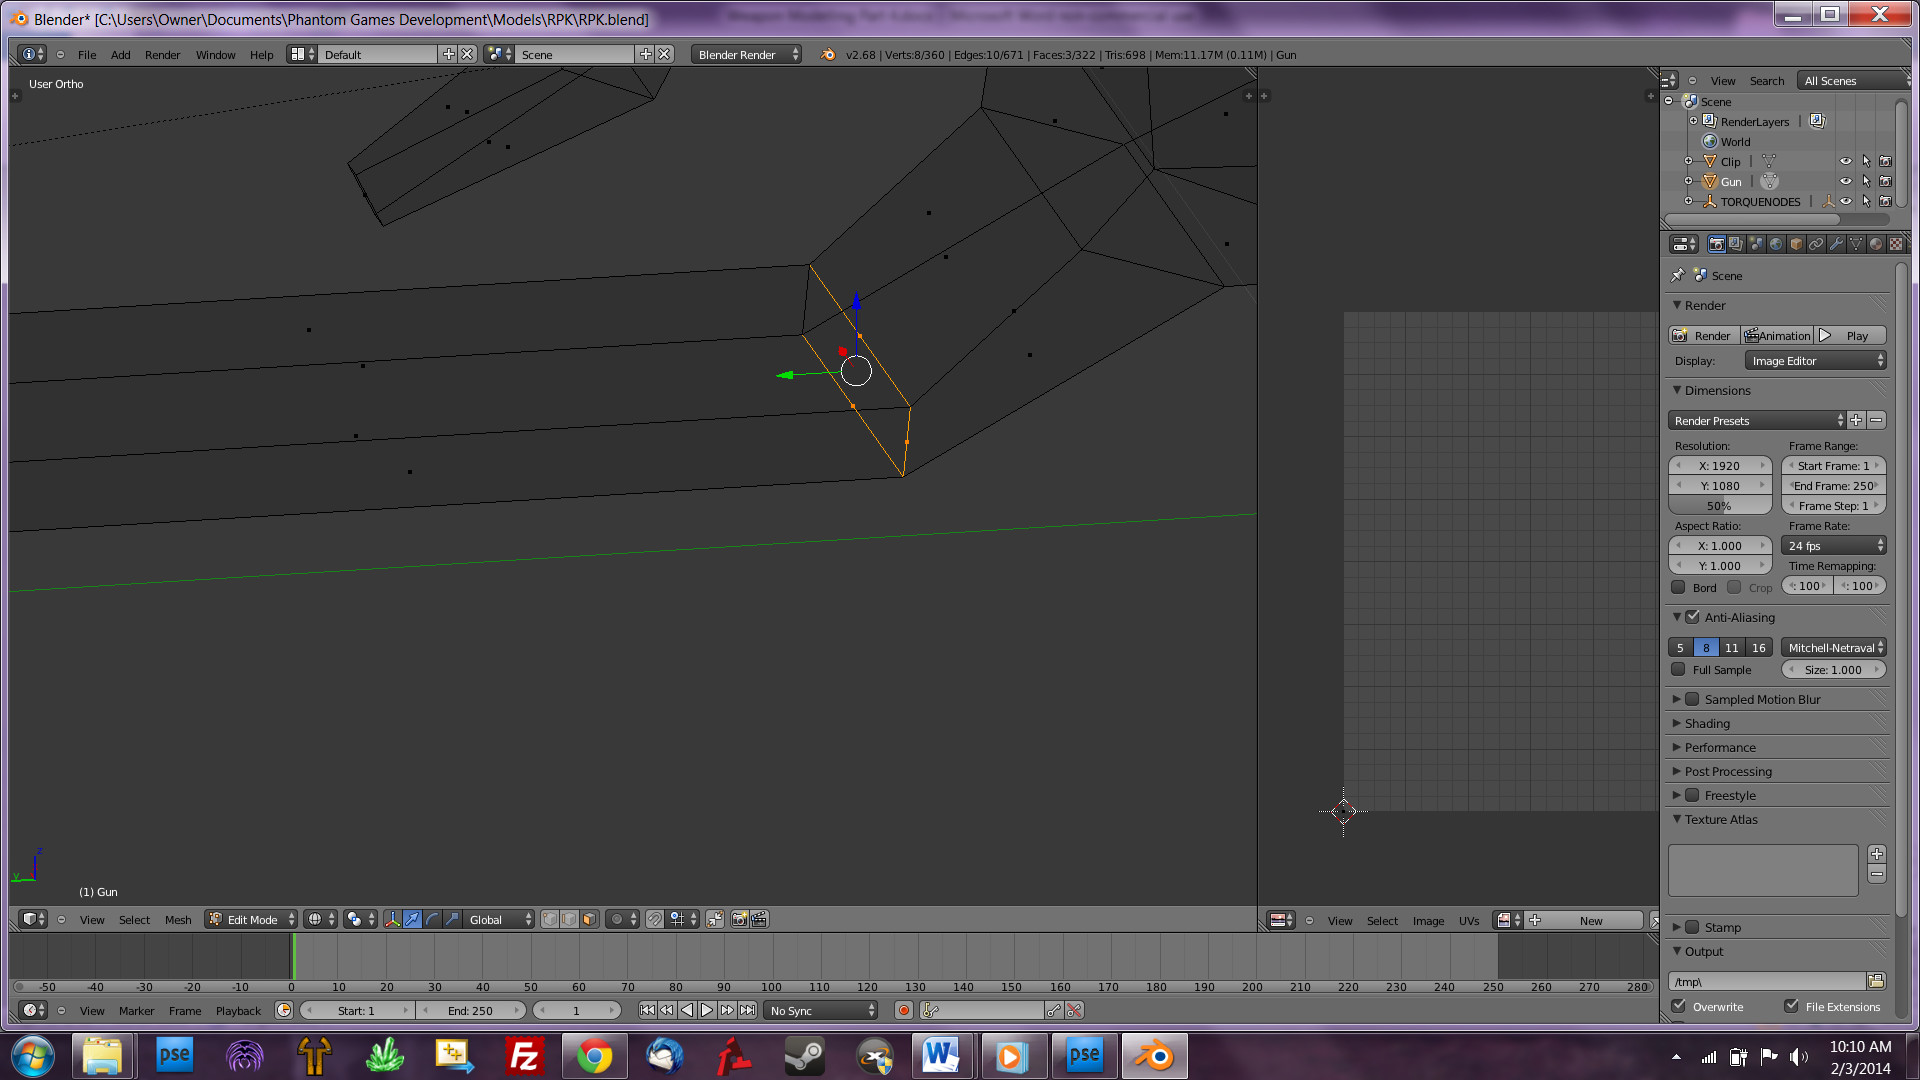 Blender* [C:\Users\Owner\Documents\Phantom Games Development\Models\RPK\RPK.blend]
File Add Render Window Help Default Scene Blender Render v2.68 | Verts:8/360 | Edges:10/671 | Faces:3/322 | Tris:698 | Mem:11.17M (0.11M) | Gun
User Ortho
View Search All Scenes
Scene
RenderLayers
World
Clip
Gun
TORQUENODES
Scene
Render
Render Animation Play
Display: Image Editor
Dimensions
Render Presets
Resolution: Frame Range:
X: 1920 Start Frame: 1
Y: 1080 End Frame: 250
50% Frame Step: 1
Aspect Ratio: Frame Rate:
X: 1.000 24 fps
Y: 1.000 Time Remapping:
Bord Crop : 100 : 100
Anti-Aliasing
5 8 11 16 Mitchell-Netraval
Full Sample Size: 1.000
Sampled Motion Blur
Shading
Performance
Post Processing
Freestyle
Texture Atlas
Stamp
Output
/tmp\
Overwrite File Extensions
z
y
(1) Gun
View Select Mesh Edit Mode Global
View Select Image UVs New
-50 -40 -30 -20 -10 0 10 20 30 40 50 60 70 80 90 100 110 120 130 140 150 160 170 180 190 200 210 220 230 240 250 260 270 280
View Marker Frame Playback Start: 1 End: 250 1 No Sync
pse FZ W pse
10:10 AM
2/3/2014